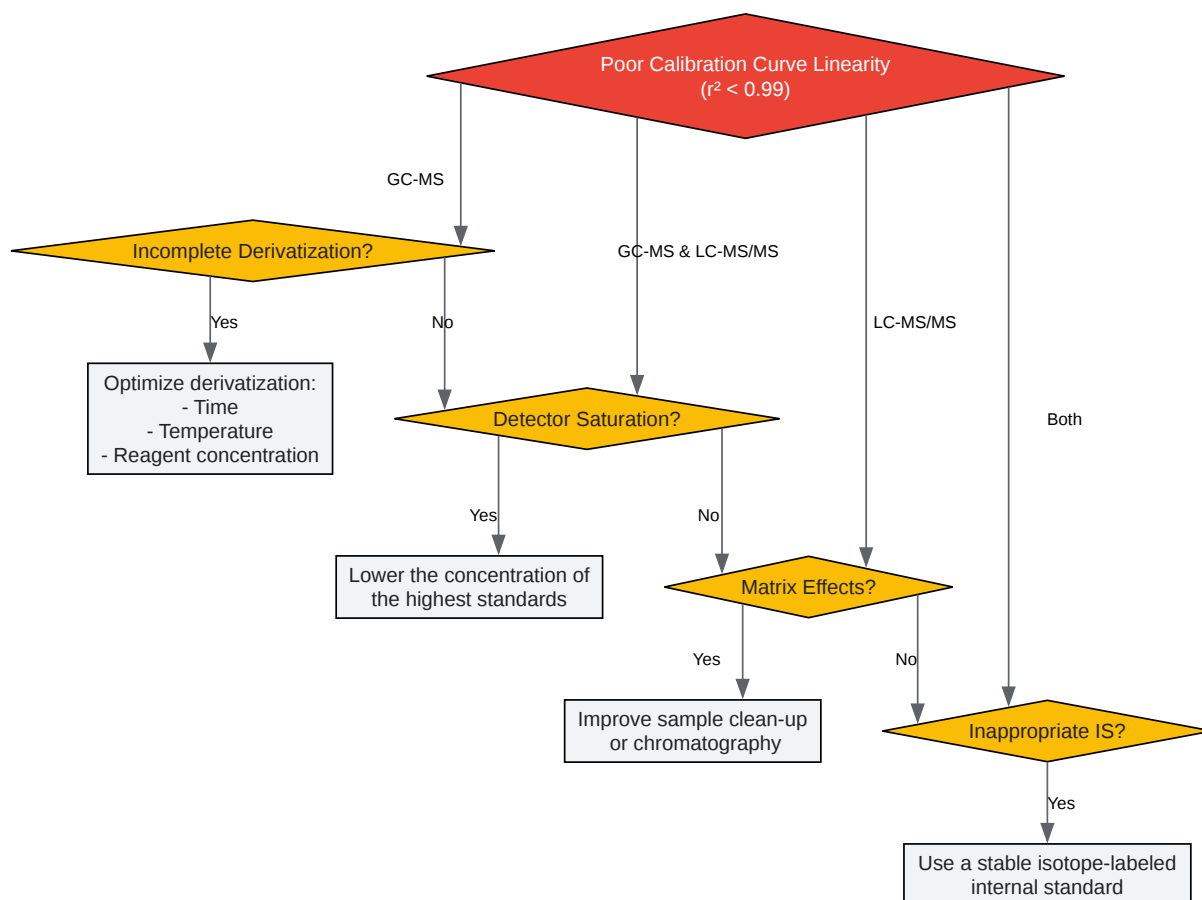 Poor Calibration Curve Linearity
(r² < 0.99)
GC-MS
Incomplete Derivatization?
GC-MS & LC-MS/MS
Yes
No
LC-MS/MS
Optimize derivatization:
- Time
- Temperature
- Reagent concentration
Detector Saturation?
Both
Yes
No
Lower the concentration of
the highest standards
Matrix Effects?
Yes
No
Improve sample clean-up
or chromatography
Inappropriate IS?
Yes
Use a stable isotope-labeled
internal standard